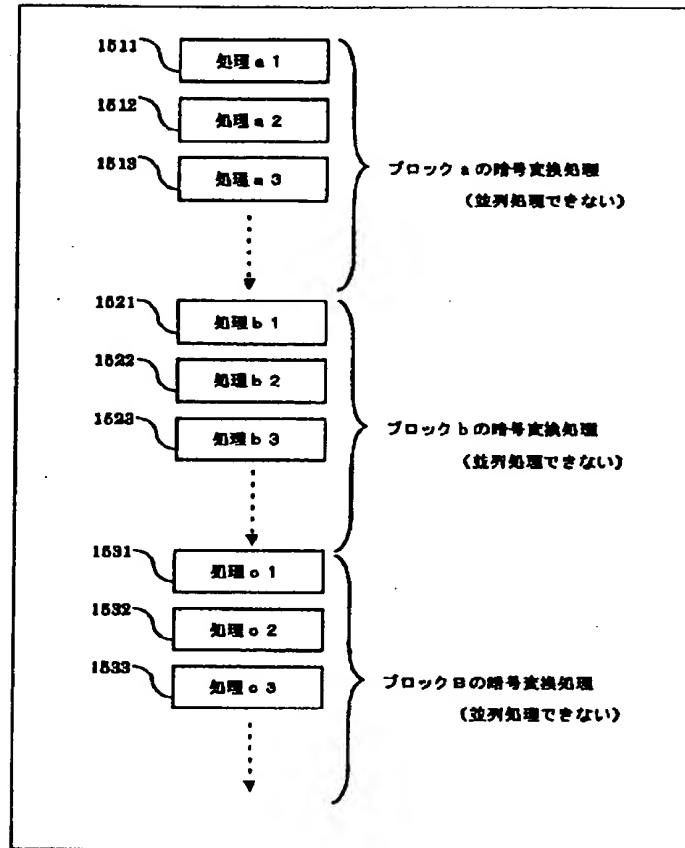 1511
処理a1
1512
処理a2
1513
処理a3
ブロックaの暗号変換処理
(並列処理できない)
1521
処理b1
1522
処理b2
1523
処理b3
ブロックbの暗号変換処理
(並列処理できない)
1531
処理c1
1532
処理c2
1533
処理c3
ブロックBの暗号変換処理
(並列処理できない)